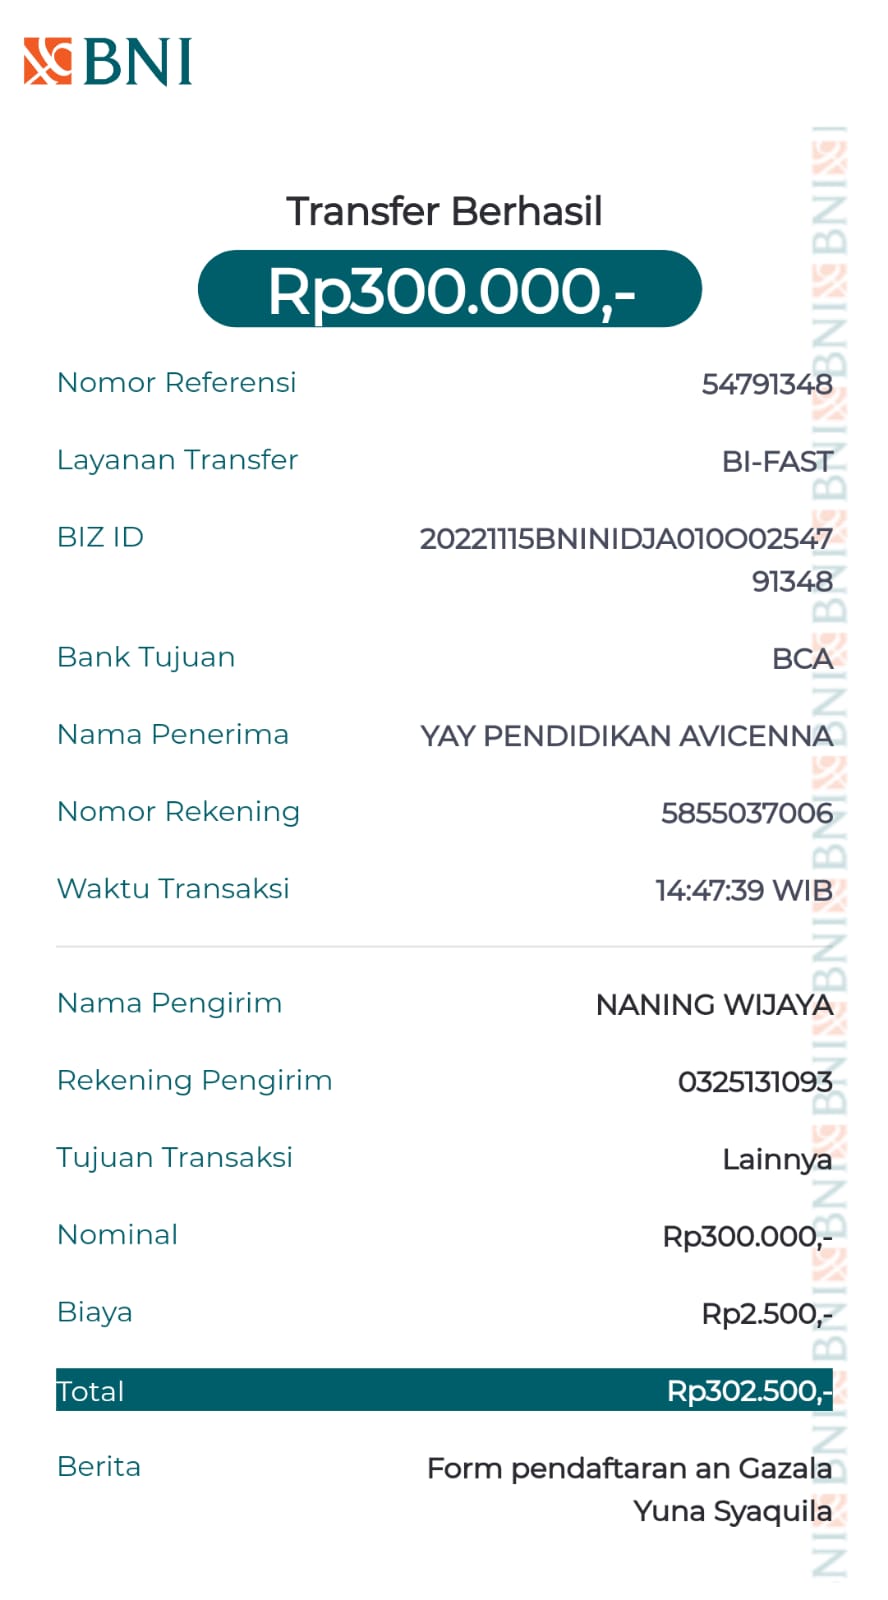 BNI
Transfer Berhasil
Rp300.000,-
Nomor Referensi 54791348
Layanan Transfer BI-FAST
BIZ ID 20221115BNINIDJA010O02547
91348
Bank Tujuan BCA
Nama Penerima YAY PENDIDIKAN AVICENNA
Nomor Rekening 5855037006
Waktu Transaksi 14:47:39 WIB
Nama Pengirim NANING WIJAYA
Rekening Pengirim 0325131093
Tujuan Transaksi Lainnya
Nominal Rp300.000,-
Biaya Rp2.500,-
Total Rp302.500,-
Berita Form pendaftaran an Gazala
Yuna Syaquila
BNI BNI BNI BNI BNI BNI BNI BNI BNI BNI BNI